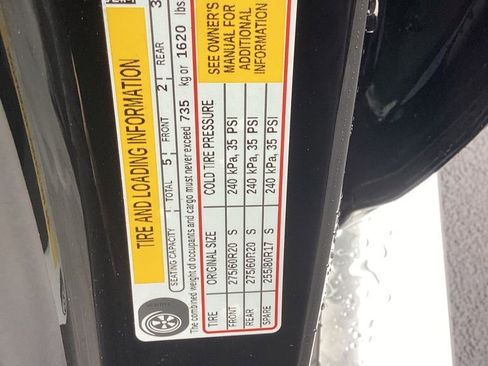 TIRE AND LOADING INFORMATION
SEATING CAPACITY TOTAL 5 FRONT 2 REAR 3
The combined weight of occupants and cargo must never exceed 735 kg or 1620 lbs
TIRE ORIGINAL SIZE COLD TIRE PRESSURE
FRONT 275/60R20 S 240 kPa, 35 PSI
REAR 275/60R20 S 240 kPa, 35 PSI
SPARE 255/80R17 S 240 kPa, 35 PSI
SEE OWNER'S
MANUAL FOR
ADDITIONAL
INFORMATION